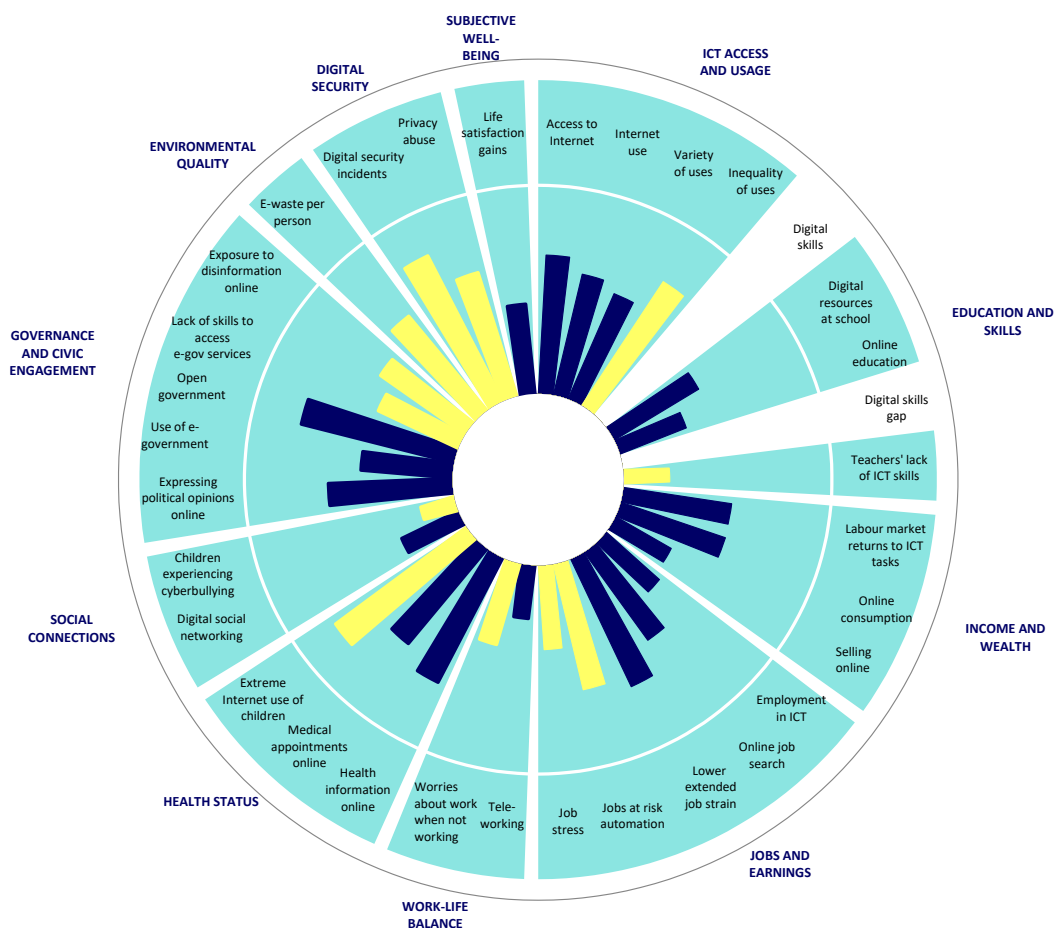 SUBJECTIVE
WELL-
BEING
ICT ACCESS
AND USAGE
Access to
Internet
Internet
use
Variety
of uses
Inequality
of uses
EDUCATION AND
SKILLS
Digital
skills
Digital
resources
at school
Online
education
Digital skills
gap
Teachers' lack
of ICT skills
INCOME AND
WEALTH
Labour market
returns to ICT
tasks
Online
consumption
Selling
online
JOBS AND
EARNINGS
Employment
in ICT
Online job
search
Lower
extended
job strain
Jobs at risk
automation
Job
stress
WORK-LIFE
BALANCE
Tele-
working
Worries
about work
when not
working
HEALTH STATUS
Health
information
online
Medical
appointments
online
Extreme
Internet use of
children
SOCIAL
CONNECTIONS
Digital social
networking
Children
experiencing
cyberbullying
GOVERNANCE
AND CIVIC
ENGAGEMENT
Expressing
political opinions
online
Use of e-
government
Open
government
Lack of skills to
access
e-gov services
Exposure to
disinformation
online
ENVIRONMENTAL
QUALITY
E-waste per
person
DIGITAL
SECURITY
Digital security
incidents
Privacy
abuse
Life
satisfaction
gains